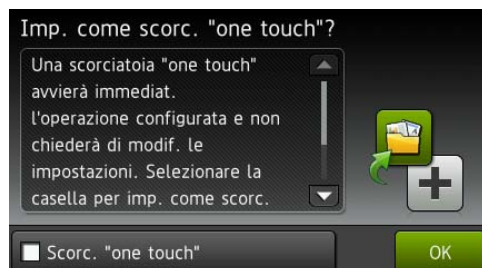 Imp. come scorc. "one touch"?
Una scorciatoia "one touch"
avvierà immediat.
l'operazione configurata e non
chiederà di modif. le
impostazioni. Selezionare la
casella per imp. come scorc.
Scorc. "one touch"
OK